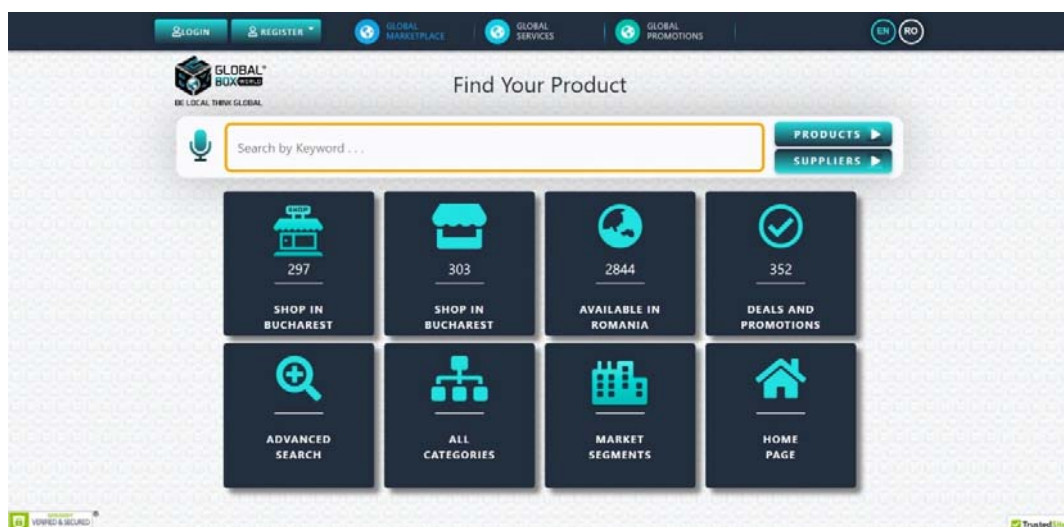 LOGIN
REGISTER
GLOBAL
MARKETPLACE
GLOBAL
SERVICES
GLOBAL
PROMOTIONS
EN
RO
GLOBAL
BOX WORLD
BE LOCAL THINK GLOBAL
Find Your Product
Search by Keyword . . .
PRODUCTS
SUPPLIERS
SHOP
297
SHOP IN
BUCHAREST
303
SHOP IN
BUCHAREST
2844
AVAILABLE IN
ROMANIA
352
DEALS AND
PROMOTIONS
ADVANCED
SEARCH
ALL
CATEGORIES
MARKET
SEGMENTS
HOME
PAGE
VERIFIED & SECURED